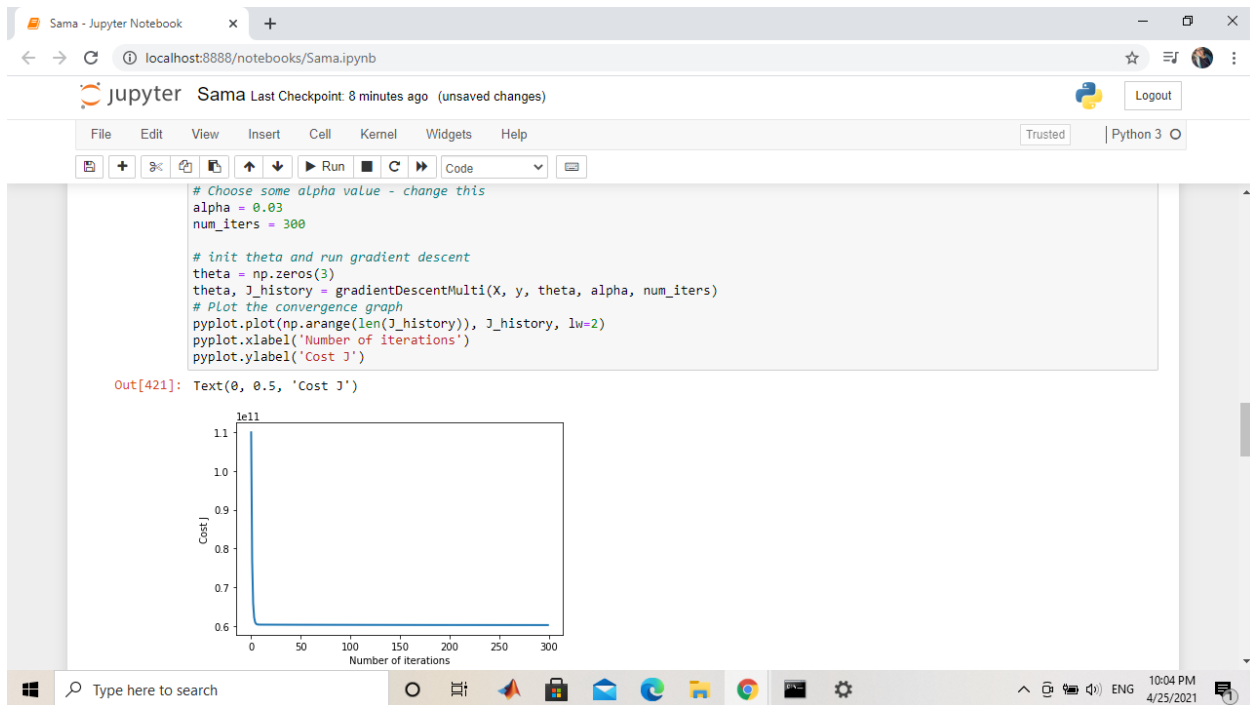 Sama - Jupyter Notebook
localhost:8888/notebooks/Sama.ipynb
jupyter Sama Last Checkpoint: 8 minutes ago (unsaved changes)
Logout
File Edit View Insert Cell Kernel Widgets Help
Trusted
Python 3
Run
Code
# Choose some alpha value - change this
alpha = 0.03
num_iters = 300
# init theta and run gradient descent
theta = np.zeros(3)
theta, J_history = gradientDescentMulti(X, y, theta, alpha, num_iters)
# Plot the convergence graph
pyplot.plot(np.arange(len(J_history)), J_history, lw=2)
pyplot.xlabel('Number of iterations')
pyplot.ylabel('Cost J')
Out[421]: Text(0, 0.5, 'Cost J')
1e11
1.1
1.0
0.9
0.8
0.7
0.6
Cost J
0 50 100 150 200 250 300
Number of iterations
Type here to search
ENG
10:04 PM
4/25/2021
1